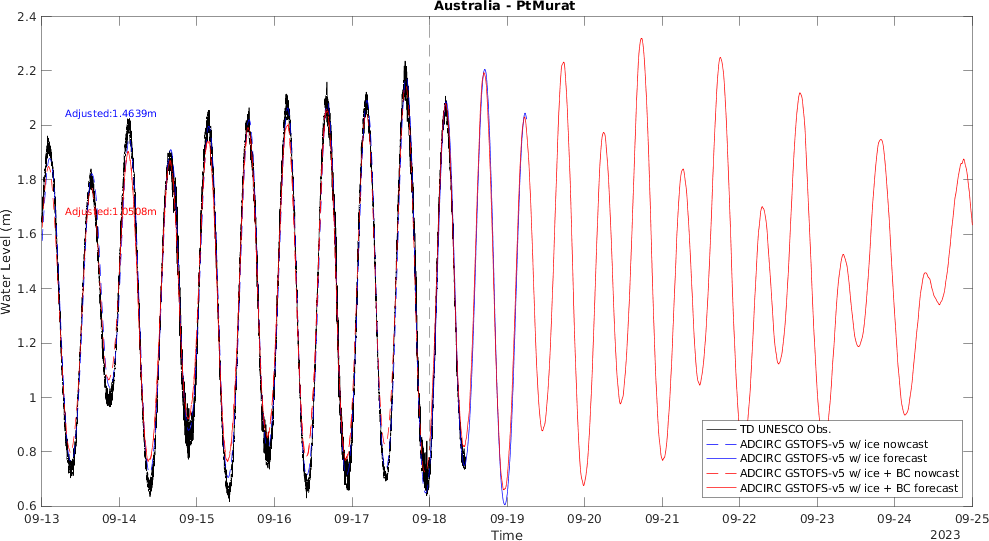 Australia - PtMurat
2.4
2.2
2
1.8
1.6
1.4
1.2
1
0.8
0.6
Water Level (m)
Adjusted:1.4639m
Adjusted:1.0508m
TD UNESCO Obs.
ADCIRC GSTOFS-v5 w/ ice nowcast
ADCIRC GSTOFS-v5 w/ ice forecast
ADCIRC GSTOFS-v5 w/ ice + BC nowcast
ADCIRC GSTOFS-v5 w/ ice + BC forecast
09-13 09-14 09-15 09-16 09-17 09-18 09-19 09-20 09-21 09-22 09-23 09-24 09-25
Time
2023